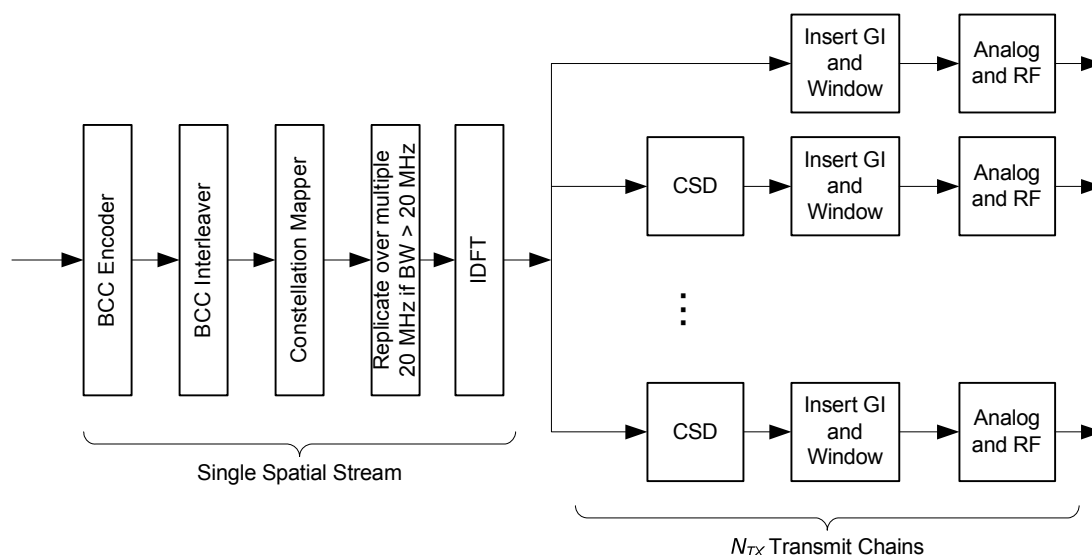 BCC Encoder
BCC Interleaver
Constellation Mapper
Replicate over multiple
20 MHz if BW > 20 MHz
IDFT
Single Spatial Stream
Insert GI
and
Window
Analog
and RF
CSD
Insert GI
and
Window
Analog
and RF
CSD
Insert GI
and
Window
Analog
and RF
N_TX Transmit Chains